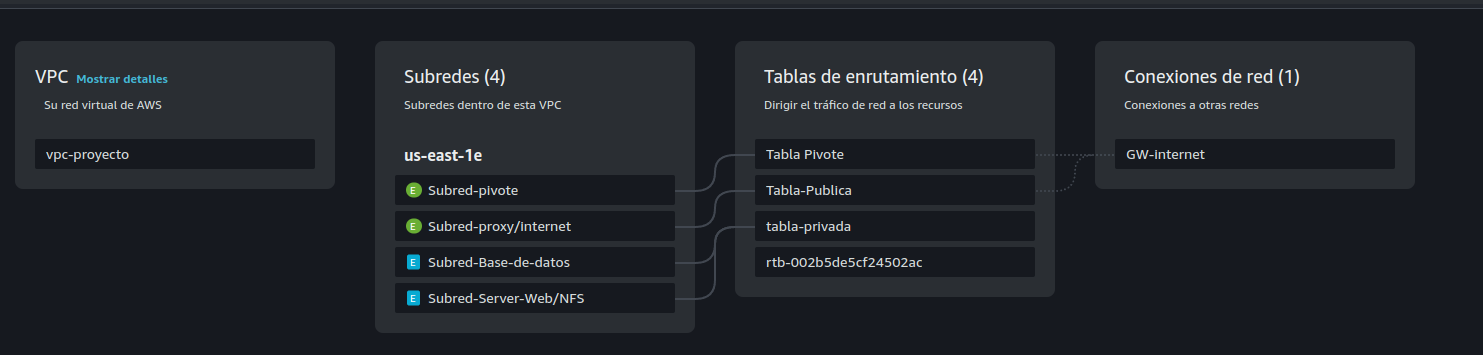 VPC Mostrar detalles
Su red virtual de AWS
vpc-proyecto
Subredes (4)
Subredes dentro de esta VPC
us-east-1e
E Subred-pivote
E Subred-proxy/Internet
E Subred-Base-de-datos
E Subred-Server-Web/NFS
Tablas de enrutamiento (4)
Dirigir el tráfico de red a los recursos
Tabla Pivote
Tabla-Publica
tabla-privada
rtb-002b5de5cf24502ac
Conexiones de red (1)
Conexiones a otras redes
GW-internet